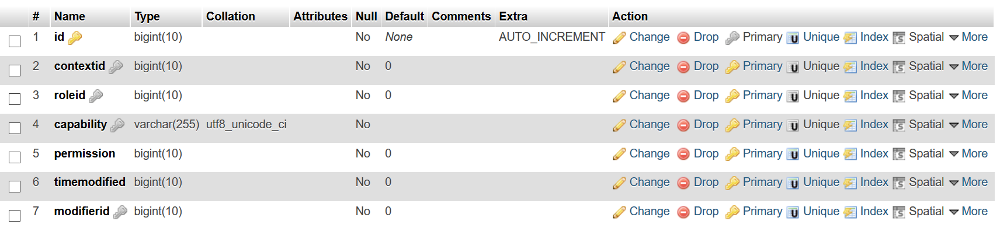 # Name Type Collation Attributes Null Default Comments Extra Action
1 id bigint(10) No None AUTO_INCREMENT Change Drop Primary Unique Index Spatial More
2 contextid bigint(10) No 0 Change Drop Primary Unique Index Spatial More
3 roleid bigint(10) No 0 Change Drop Primary Unique Index Spatial More
4 capability varchar(255) utf8_unicode_ci No Change Drop Primary Unique Index Spatial More
5 permission bigint(10) No 0 Change Drop Primary Unique Index Spatial More
6 timemodified bigint(10) No 0 Change Drop Primary Unique Index Spatial More
7 modifierid bigint(10) No 0 Change Drop Primary Unique Index Spatial More